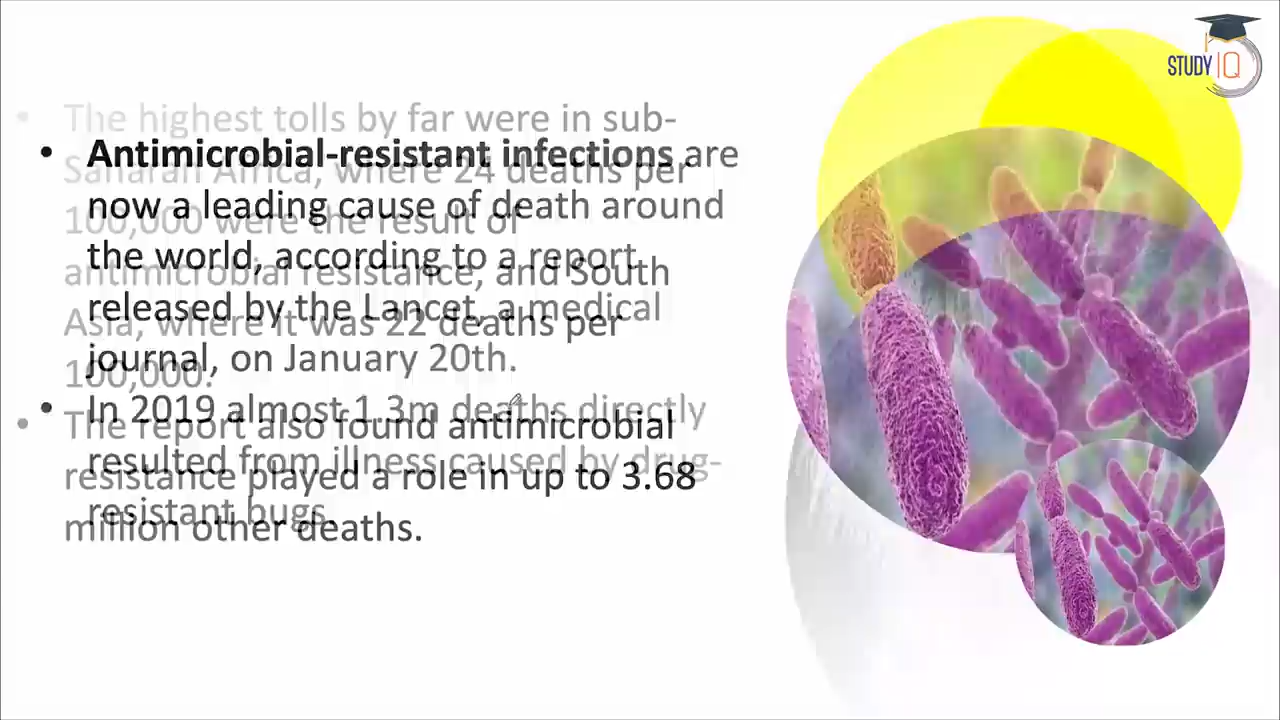 STUDY IQ
• Antimicrobial-resistant infections are
now a leading cause of death around
the world, according to a report
released by the Lancet, a medical
journal, on January 20th.
• In 2019 almost 1.3m deaths directly
resulted from illness caused by drug-
resistant bugs.
• The highest tolls by far were in sub-
Saharan Africa, where 24 deaths per
100,000 were the result of
antimicrobial resistance, and South
Asia, where it was 22 deaths per
100,000.
• The report also found antimicrobial
resistance played a role in up to 3.68
million other deaths.